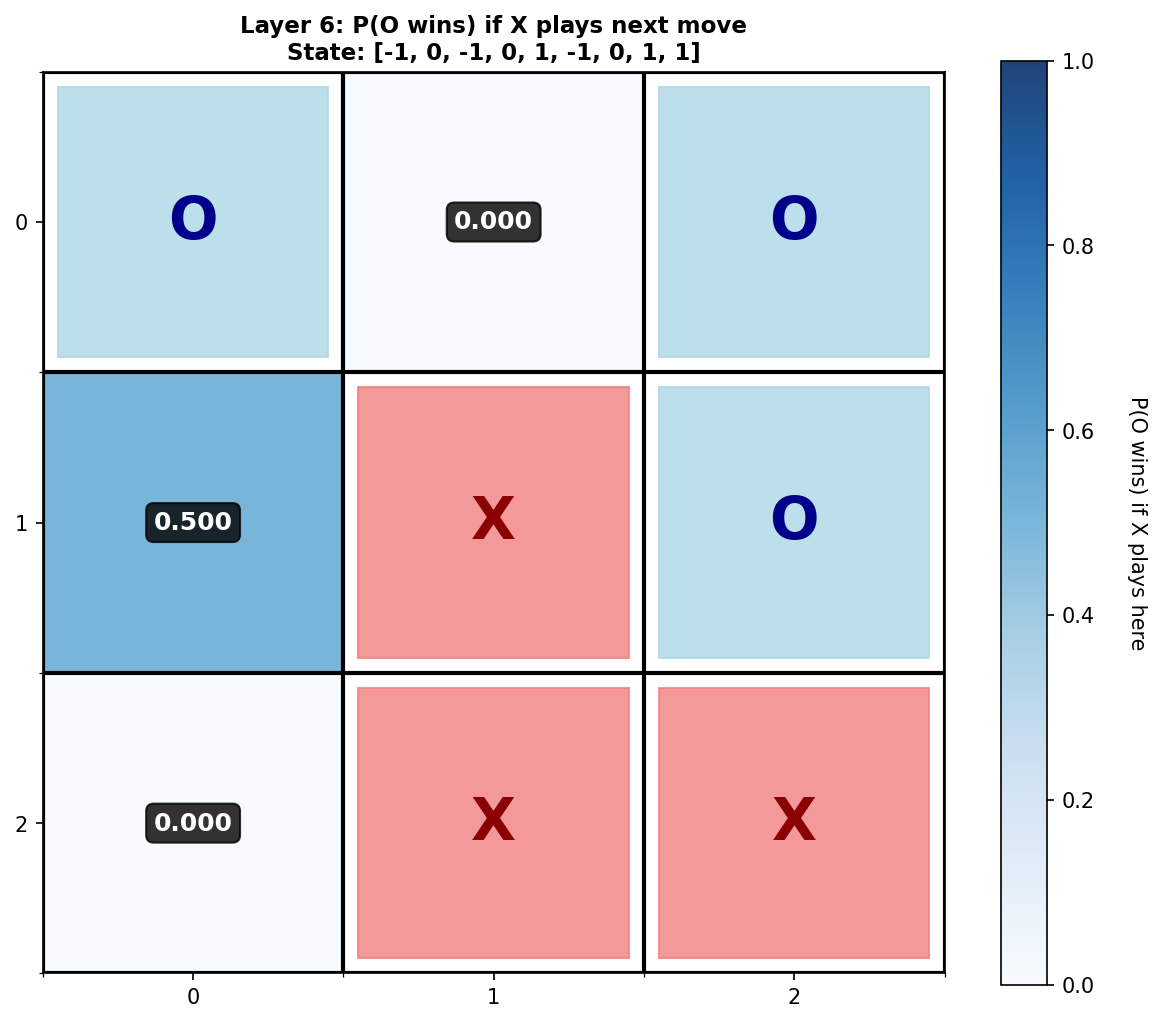 Layer 6: P(O wins) if X plays next move
State: [-1, 0, -1, 0, 1, -1, 0, 1, 1]
0
O
0.000
O
1
0.500
X
O
2
0.000
X
X
0
1
2
1.0
0.8
0.6
0.4
0.2
0.0
P(O wins) if X plays here